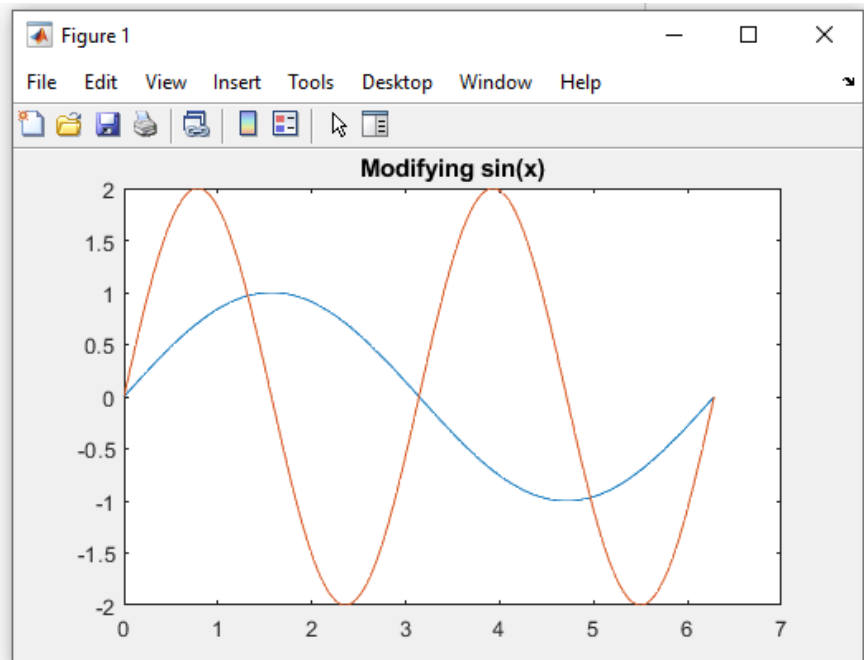 Figure 1
File Edit View Insert Tools Desktop Window Help
Modifying sin(x)
2
1.5
1
0.5
0
-0.5
-1
-1.5
-2
0 1 2 3 4 5 6 7